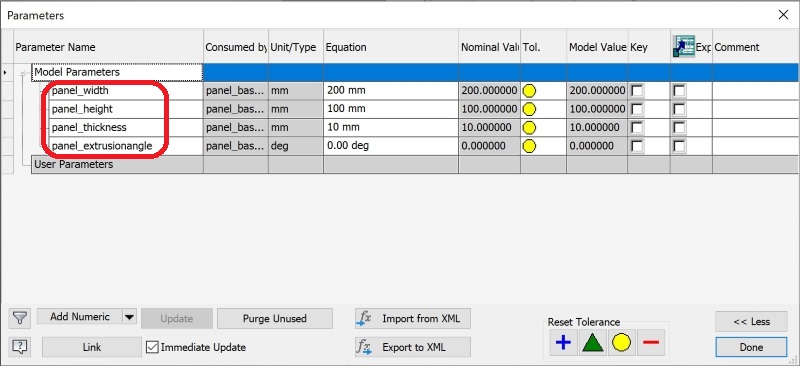 Parameters
Parameter Name Consumed by Unit/Type Equation Nominal Valu Tol. Model Value Key Exp Comment
Model Parameters
panel_width panel_bas... mm 200 mm 200.000000 200.000000
panel_height panel_bas... mm 100 mm 100.000000 100.000000
panel_thickness panel_bas... mm 10 mm 10.000000 10.000000
panel_extrusionangle panel_bas... deg 0.00 deg 0.000000 0.000000
User Parameters
Add Numeric Update Purge Unused fx Import from XML << Less
Reset Tolerance
? Link Immediate Update fx Export to XML Done